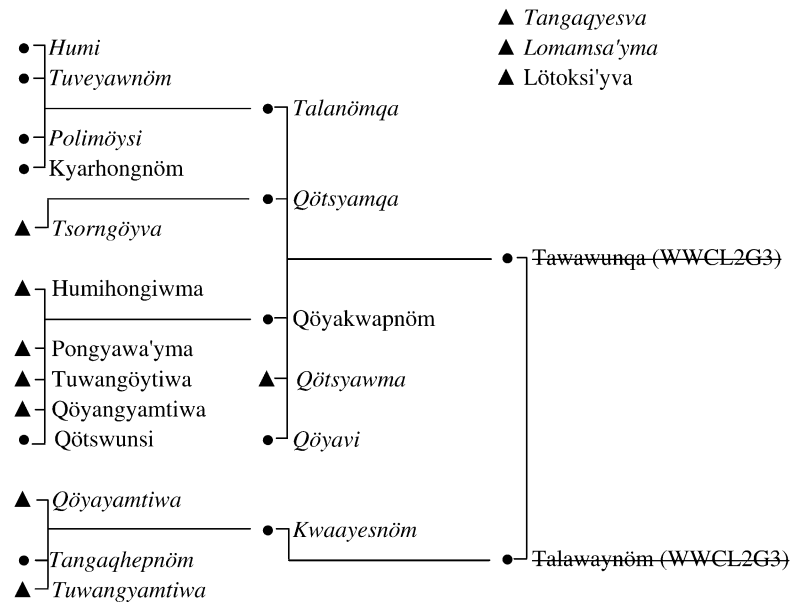 Tangaqyesva
Lomamsa'yma
Lötoksi'yva
Humi
Tuveyawnöm
Talanömqa
Polimöysi
Kyarhongnöm
Qötsyamqa
Tsorngöyva
Tawawunqa (WWCL2G3)
Humihongiwma
Qöyakwapnöm
Pongyawa'yma
Tuwangöytiwa
Qötsyawma
Qöyangyamtiwa
Qötswunsi
Qöyavi
Qöyayamtiwa
Kwaayesnöm
Tangaqhepnöm
Talawaynöm (WWCL2G3)
Tuwangyamtiwa